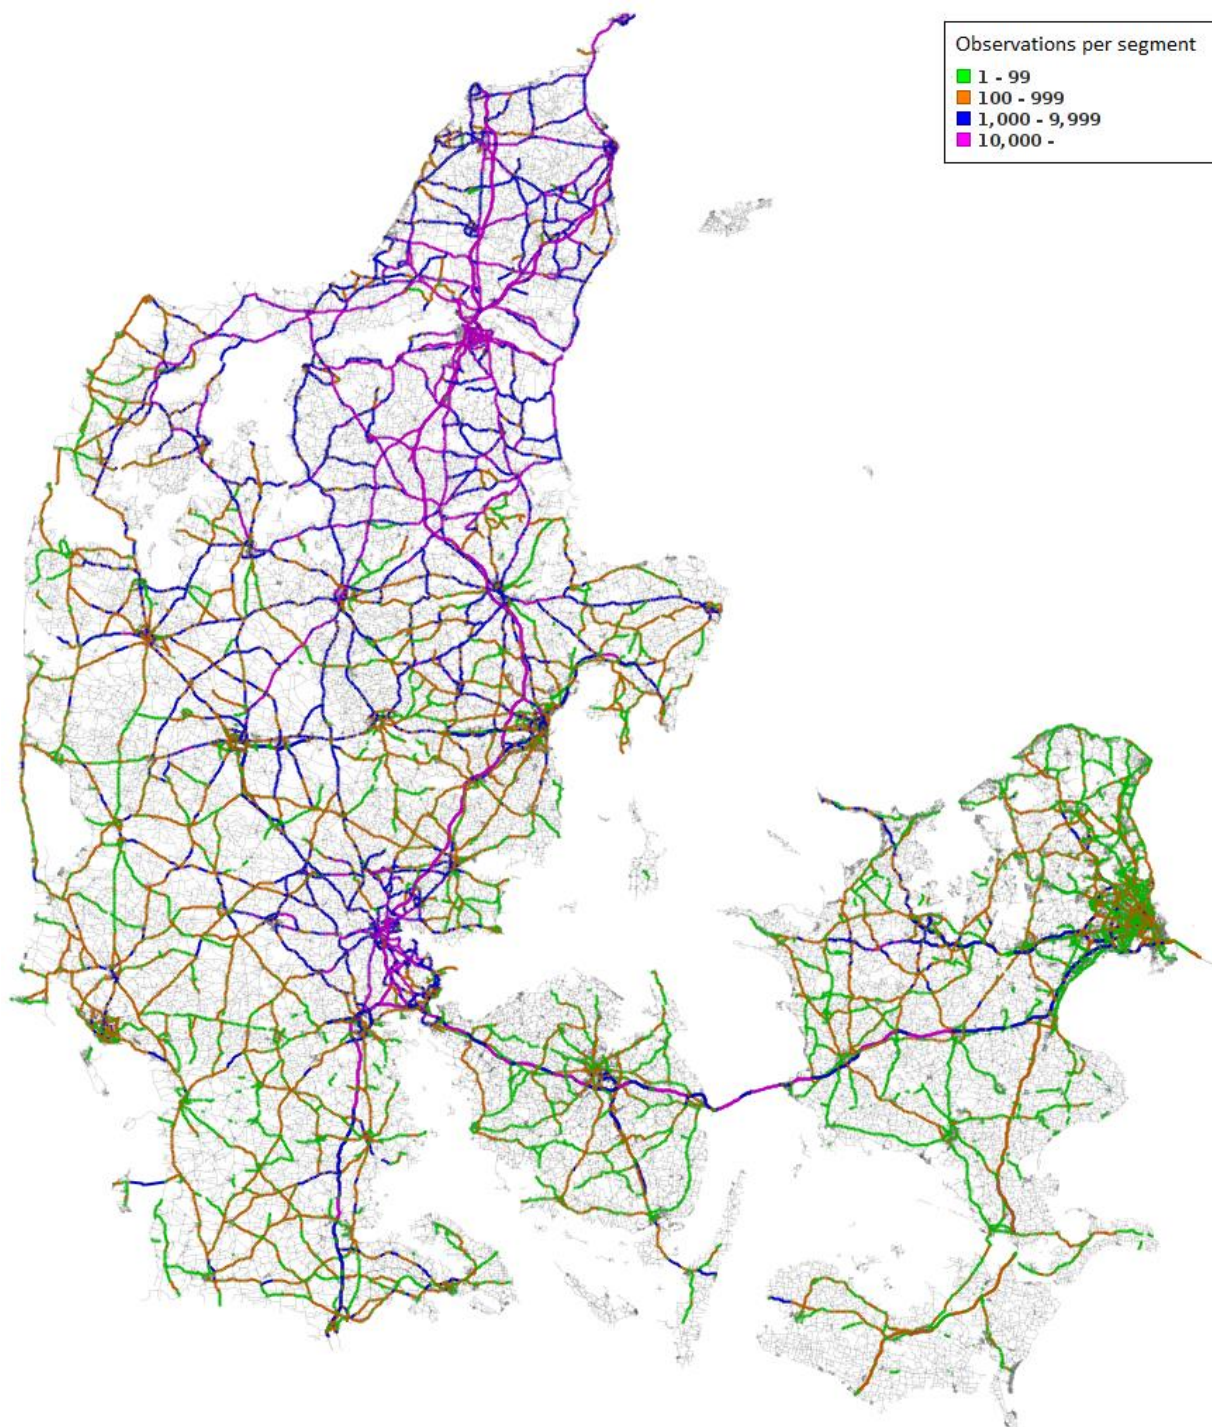 Observations per segment
1 - 99
100 - 999
1,000 - 9,999
10,000 -